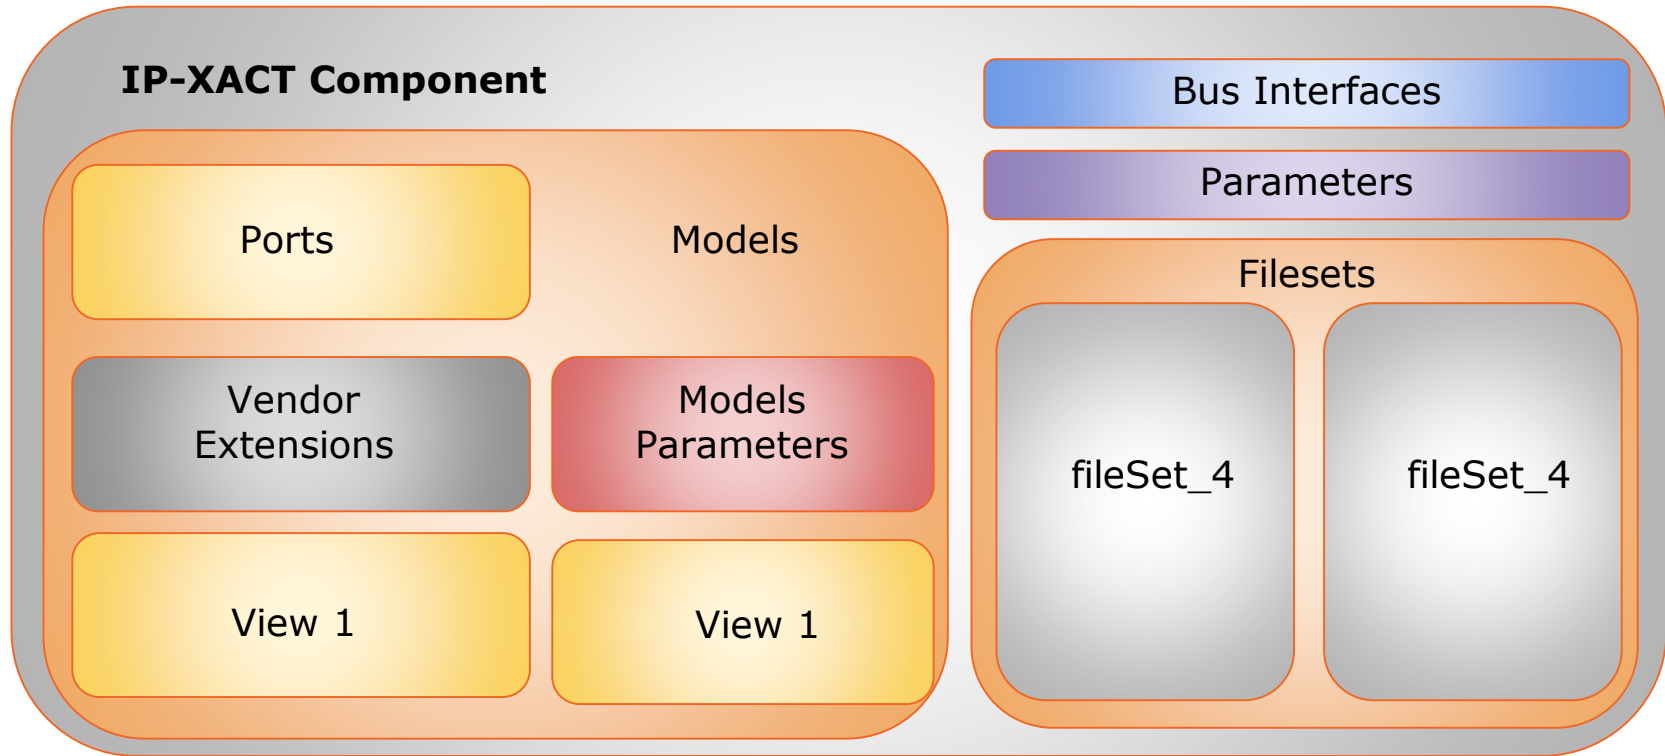 IP-XACT Component
Ports
Models
Vendor
Extensions
Models
Parameters
View 1
View 1
Bus Interfaces
Parameters
Filesets
fileSet_4
fileSet_4